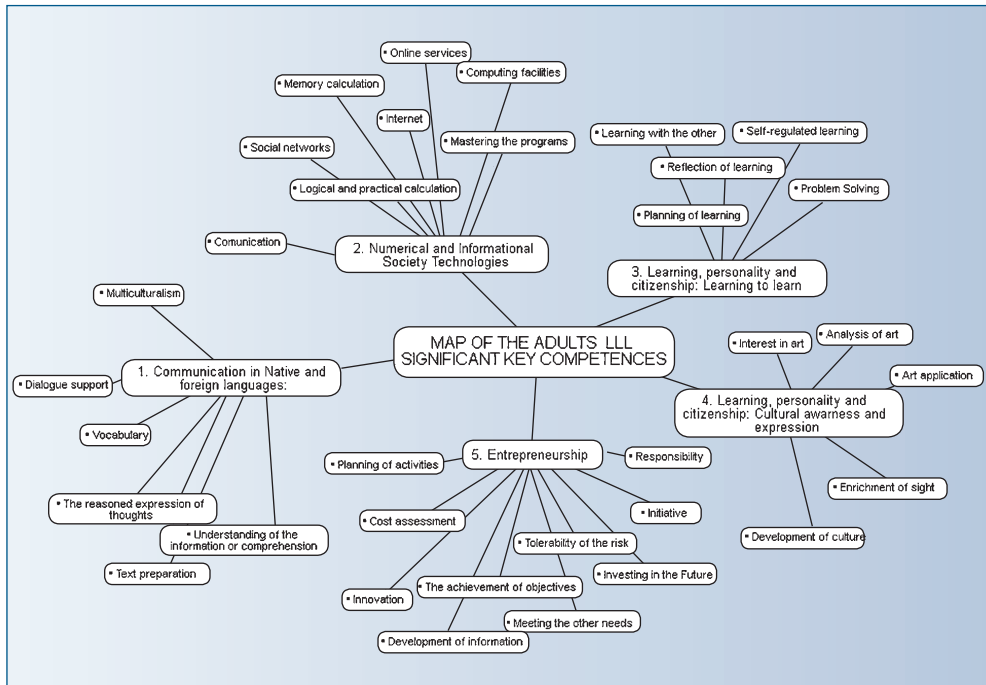 MAP OF THE ADULTS LLL
SIGNIFICANT KEY COMPETENCES
1. Communication in Native and
foreign languages:
▪ Multiculturalism
▪ Dialogue support
▪ Vocabulary
▪ The reasoned expression of
thoughts
▪ Understanding of the
information or comprehension
▪ Text preparation
2. Numerical and Informational
Society Technologies
▪ Online services
▪ Computing facilities
▪ Memory calculation
▪ Internet
▪ Mastering the programs
▪ Social networks
▪ Logical and practical calculation
▪ Comunication
3. Learning, personality and
citizenship: Learning to learn
▪ Learning with the other
▪ Self-regulated learning
▪ Reflection of learning
▪ Problem Solving
▪ Planning of learning
4. Learning, personality and
citizenship: Cultural awarness and
expression
▪ Interest in art
▪ Analysis of art
▪ Art application
▪ Enrichment of sight
▪ Development of culture
5. Entrepreneurship
▪ Planning of activities
▪ Responsibility
▪ Cost assessment
▪ Initiative
▪ Tolerability of the risk
▪ Investing in the Future
▪ The achievement of objectives
▪ Innovation
▪ Meeting the other needs
▪ Development of information